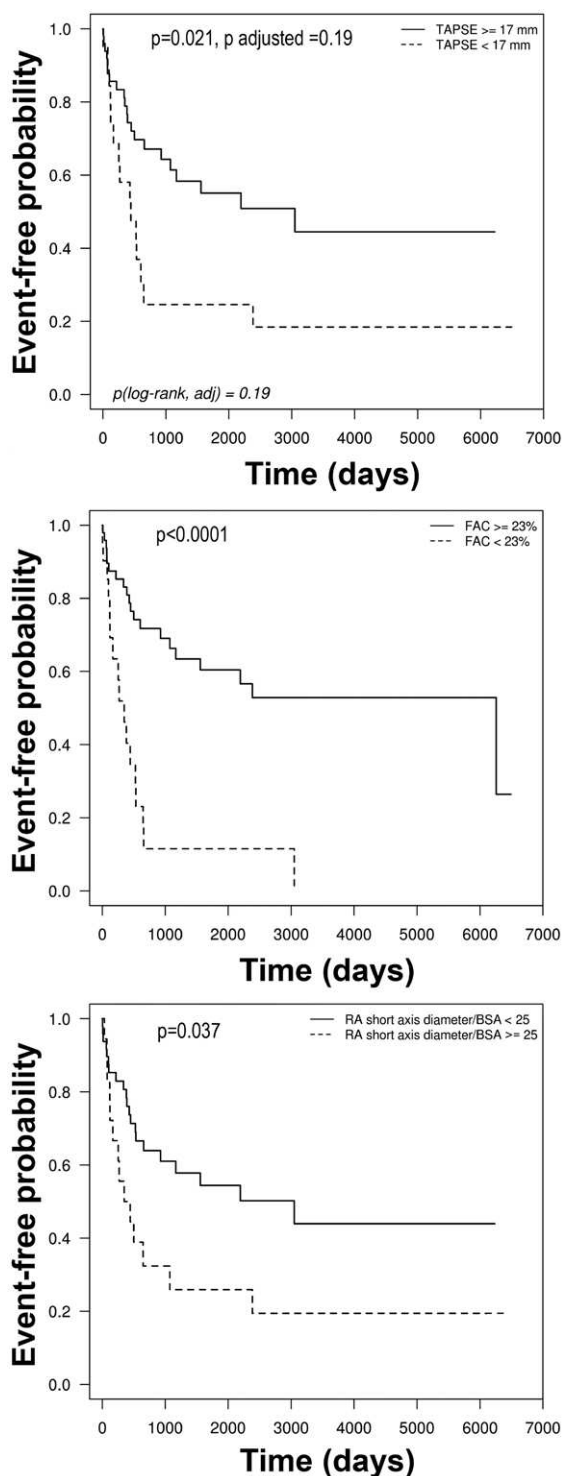 p=0.021, p adjusted =0.19
TAPSE >= 17 mm
TAPSE < 17 mm
Event-free probability
1.0
0.8
0.6
0.4
0.2
0.0
p(log-rank, adj) = 0.19
0 1000 2000 3000 4000 5000 6000 7000
Time (days)
p<0.0001
FAC >= 23%
FAC < 23%
Event-free probability
1.0
0.8
0.6
0.4
0.2
0.0
0 1000 2000 3000 4000 5000 6000 7000
Time (days)
p=0.037
RA short axis diameter/BSA < 25
RA short axis diameter/BSA >= 25
Event-free probability
1.0
0.8
0.6
0.4
0.2
0.0
0 1000 2000 3000 4000 5000 6000 7000
Time (days)